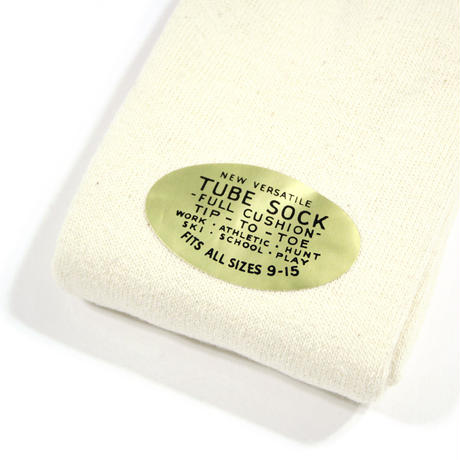 NEW VERSATILE
TUBE SOCK
-FULL CUSHION-
TIP-TO-TOE
WORK · ATHLETIC · HUNT
SKI · SCHOOL · PLAY
FITS ALL SIZES 9-15